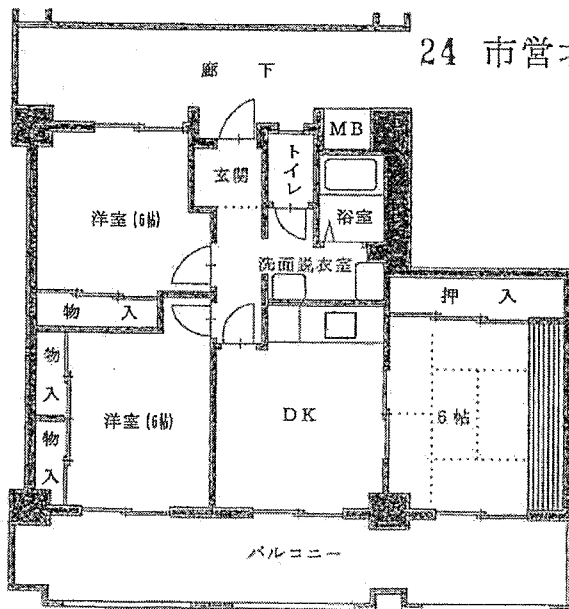 24 市営
廊下
MB
トイレ
玄関
浴室
洋室(6帖)
洗面脱衣室
物入
押入
物入
洋室(6帖)
DK
6帖
物入
バルコニー